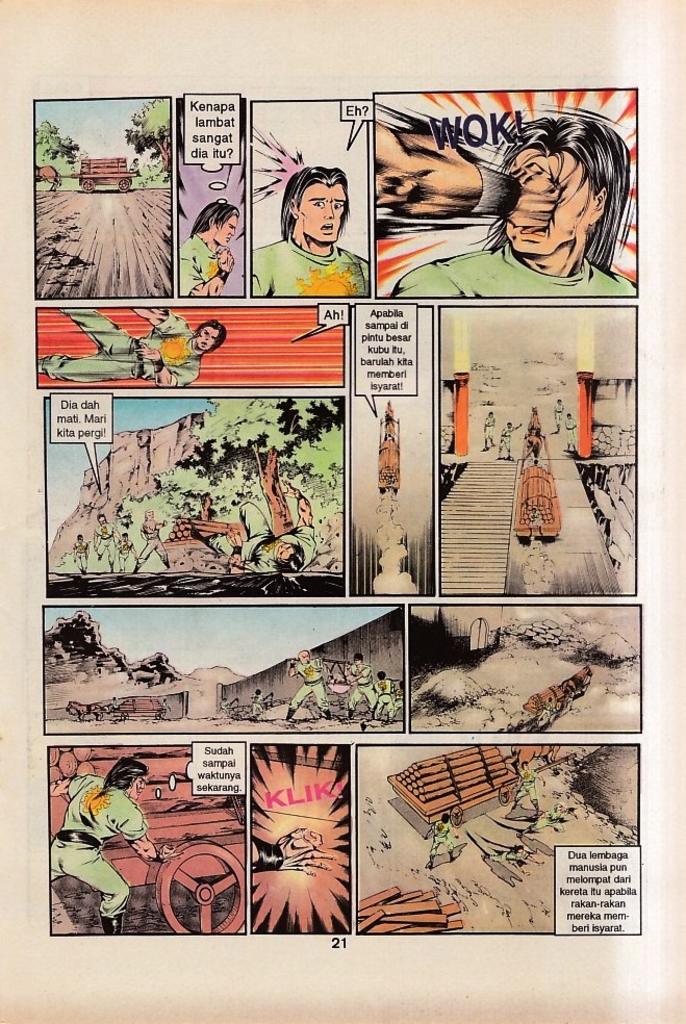 Kenapa
lambat
sangat
dia itu?
Eh?
WOK!
Ah!
Apabila
sampai di
pintu besar
kubu itu,
barulah kita
memberi
isyarat!
Dia dah
mati. Mari
kita pergi!
Sudah
sampai
waktunya
sekarang.
KLIK!
Dua lembaga
manusia pun
melompat dari
kereta itu apabila
rakan-rakan
mereka mem-
beri isyarat.
21